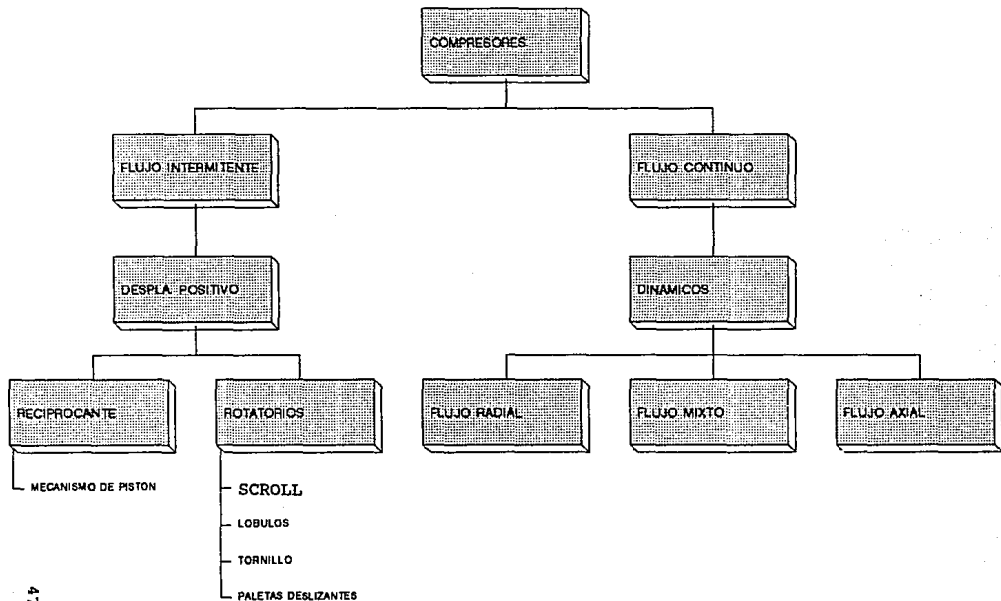 COMPRESORES
FLUJO INTERMITENTE
FLUJO CONTINUO
DESPLA. POSITIVO
DINAMICOS
RECIPROCANTE
ROTATORIOS
FLUJO RADIAL
FLUJO MIXTO
FLUJO AXIAL
MECANISMO DE PISTON
SCROLL
LOBULOS
TORNILLO
PALETAS DESLIZANTES